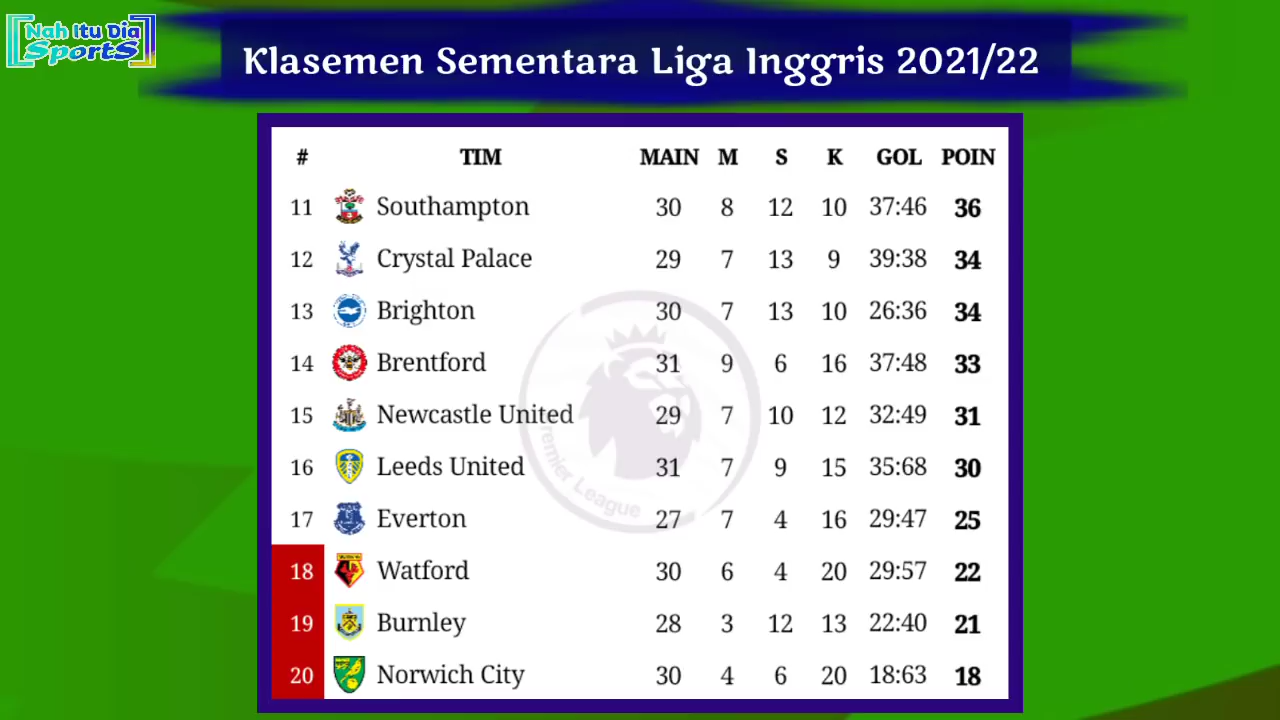 Nah Itu Dia
SportS
Klasemen Sementara Liga Inggris 2021/22
# TIM MAIN M S K GOL POIN
11 Southampton 30 8 12 10 37:46 36
12 Crystal Palace 29 7 13 9 39:38 34
13 Brighton 30 7 13 10 26:36 34
14 Brentford 31 9 6 16 37:48 33
15 Newcastle United 29 7 10 12 32:49 31
16 Leeds United 31 7 9 15 35:68 30
17 Everton 27 7 4 16 29:47 25
18 Watford 30 6 4 20 29:57 22
19 Burnley 28 3 12 13 22:40 21
20 Norwich City 30 4 6 20 18:63 18
Premier League